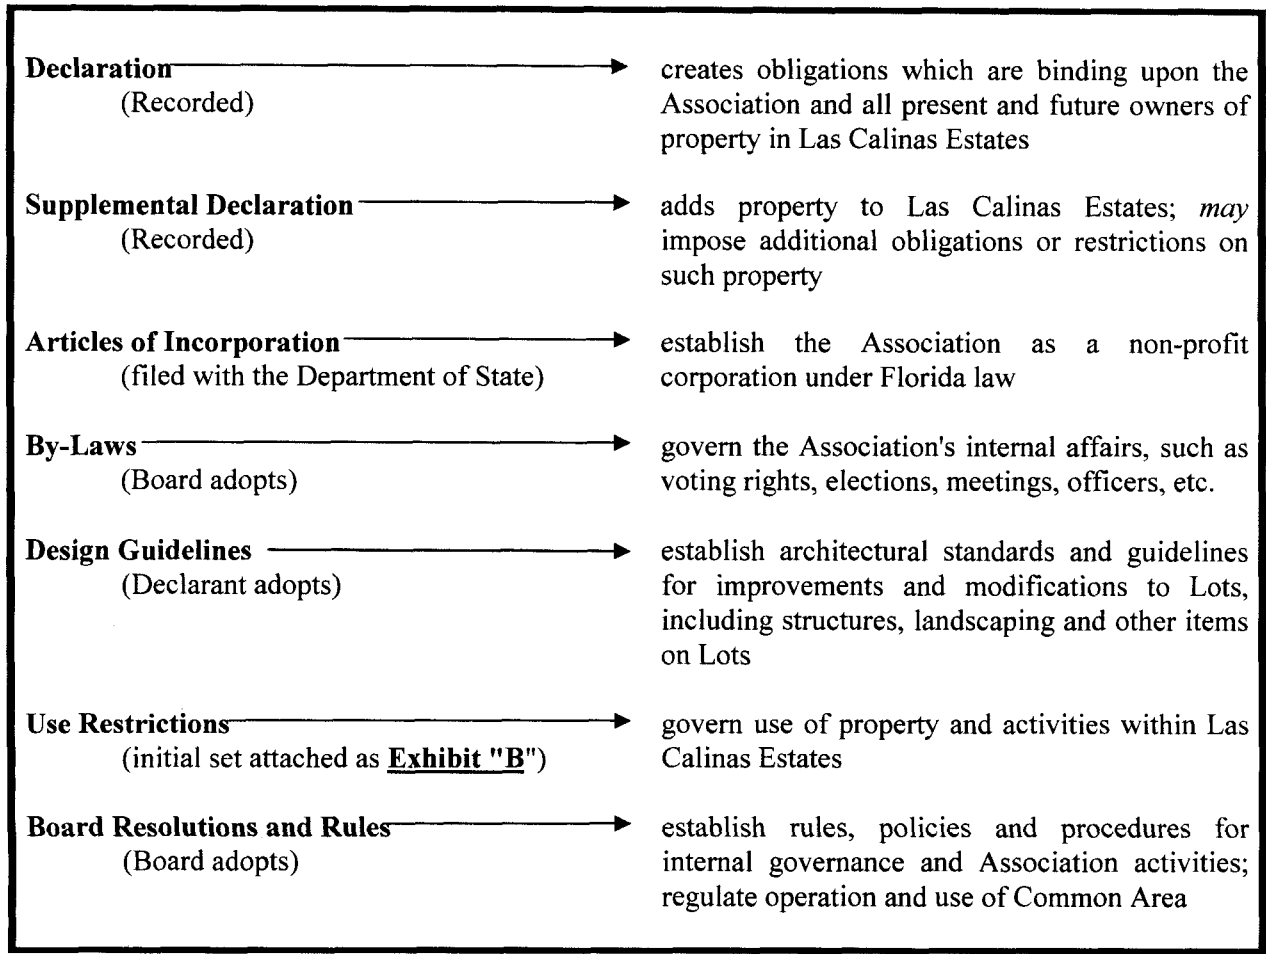 Declaration
(Recorded)
creates obligations which are binding upon the
Association and all present and future owners of
property in Las Calinas Estates
Supplemental Declaration
(Recorded)
adds property to Las Calinas Estates; may
impose additional obligations or restrictions on
such property
Articles of Incorporation
(filed with the Department of State)
establish the Association as a non-profit
corporation under Florida law
By-Laws
(Board adopts)
govern the Association's internal affairs, such as
voting rights, elections, meetings, officers, etc.
Design Guidelines
(Declarant adopts)
establish architectural standards and guidelines
for improvements and modifications to Lots,
including structures, landscaping and other items
on Lots
Use Restrictions
(initial set attached as Exhibit "B")
govern use of property and activities within Las
Calinas Estates
Board Resolutions and Rules
(Board adopts)
establish rules, policies and procedures for
internal governance and Association activities;
regulate operation and use of Common Area